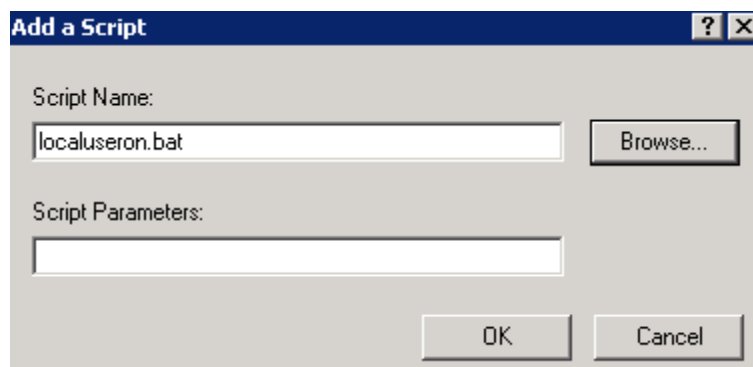 Add a Script
Script Name:
localuseron.bat
Browse...
Script Parameters:
OK
Cancel